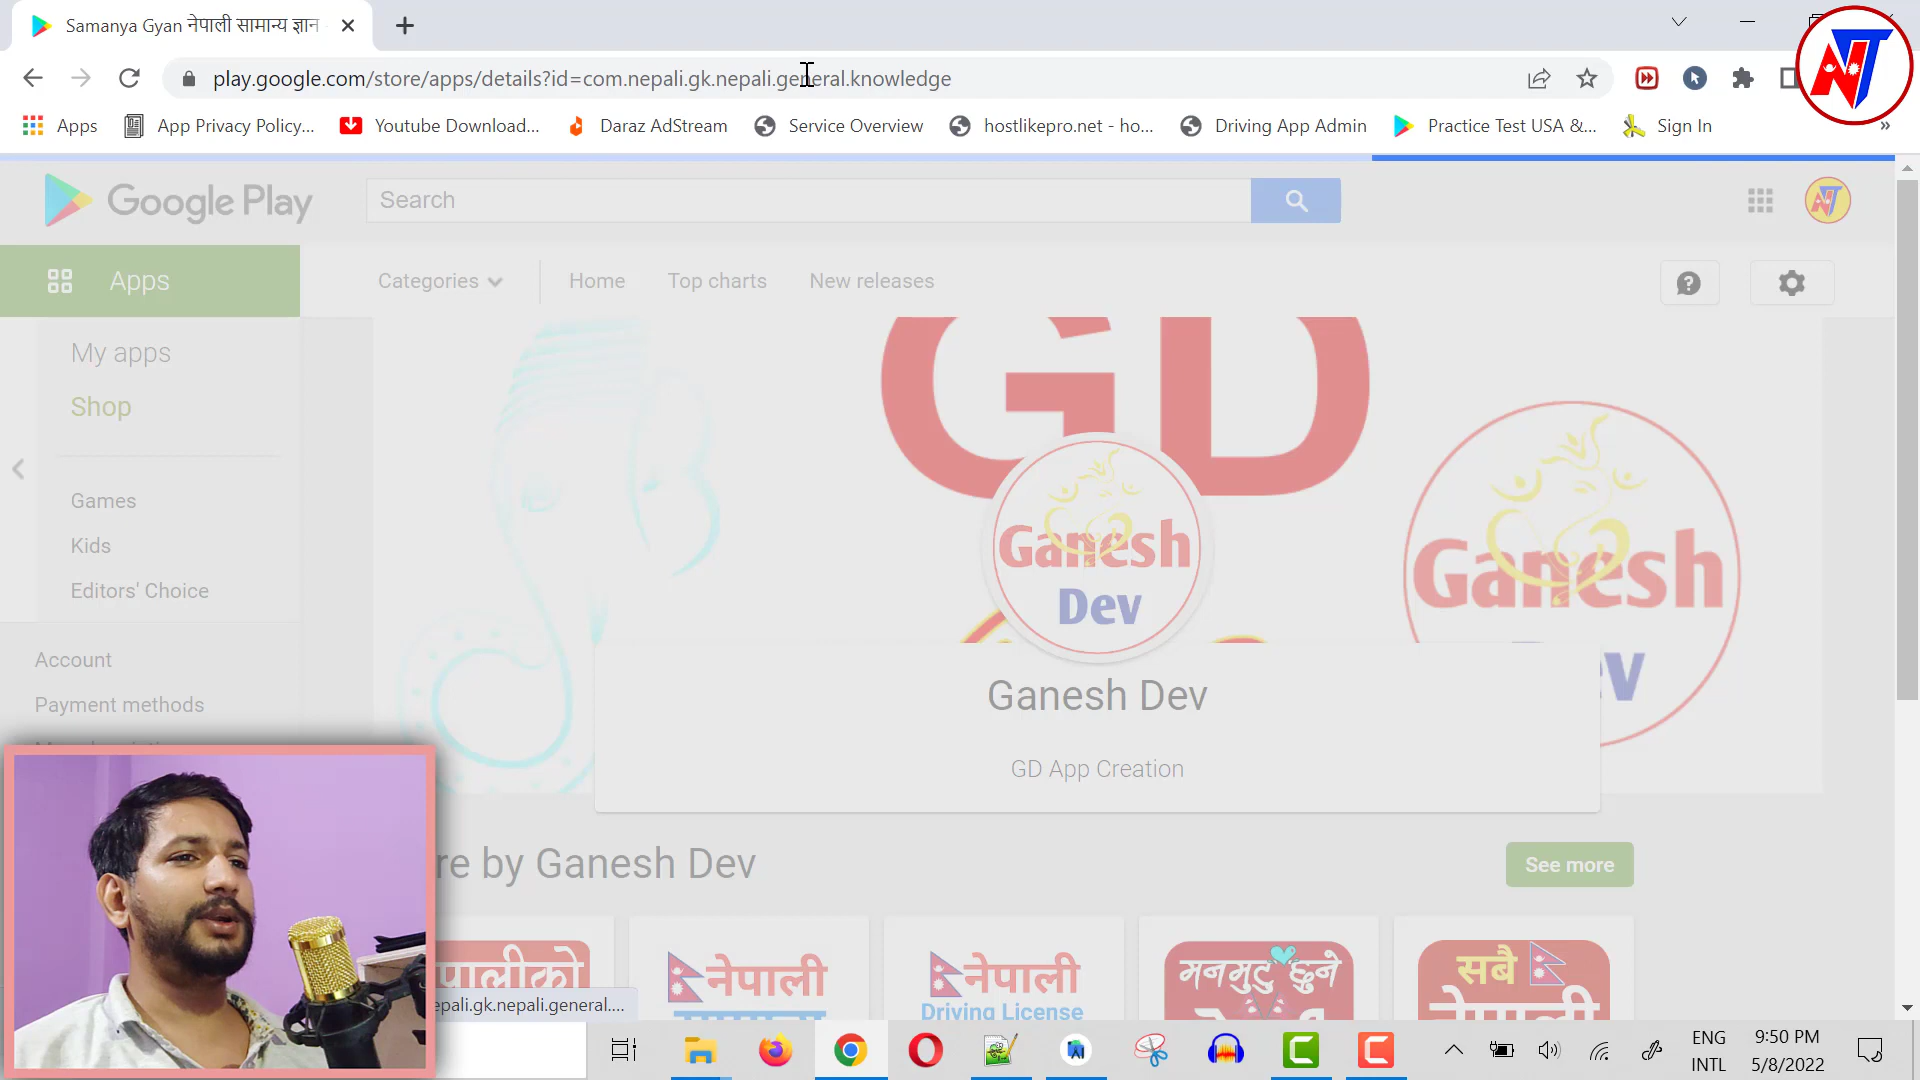 Samanya Gyan नेपाली सामान्य ज्ञान
play.google.com/store/apps/details?id=com.nepali.gk.nepali.general.knowledge
NT
Apps
App Privacy Policy...
Youtube Download...
Daraz AdStream
Service Overview
hostlikepro.net - ho...
Driving App Admin
Practice Test USA &...
Sign In
Google Play
Search
Apps
Categories
Home
Top charts
New releases
My apps
Shop
Games
Kids
Editors' Choice
Account
Payment methods
GD
Ganesh
Dev
Ganesh
Ganesh Dev
GD App Creation
re by Ganesh Dev
See more
नेपाली
नेपाली
Driving License
मनमुटु छुने
सबै
epali.gk.nepali.general....
ENG
INTL
9:50 PM
5/8/2022